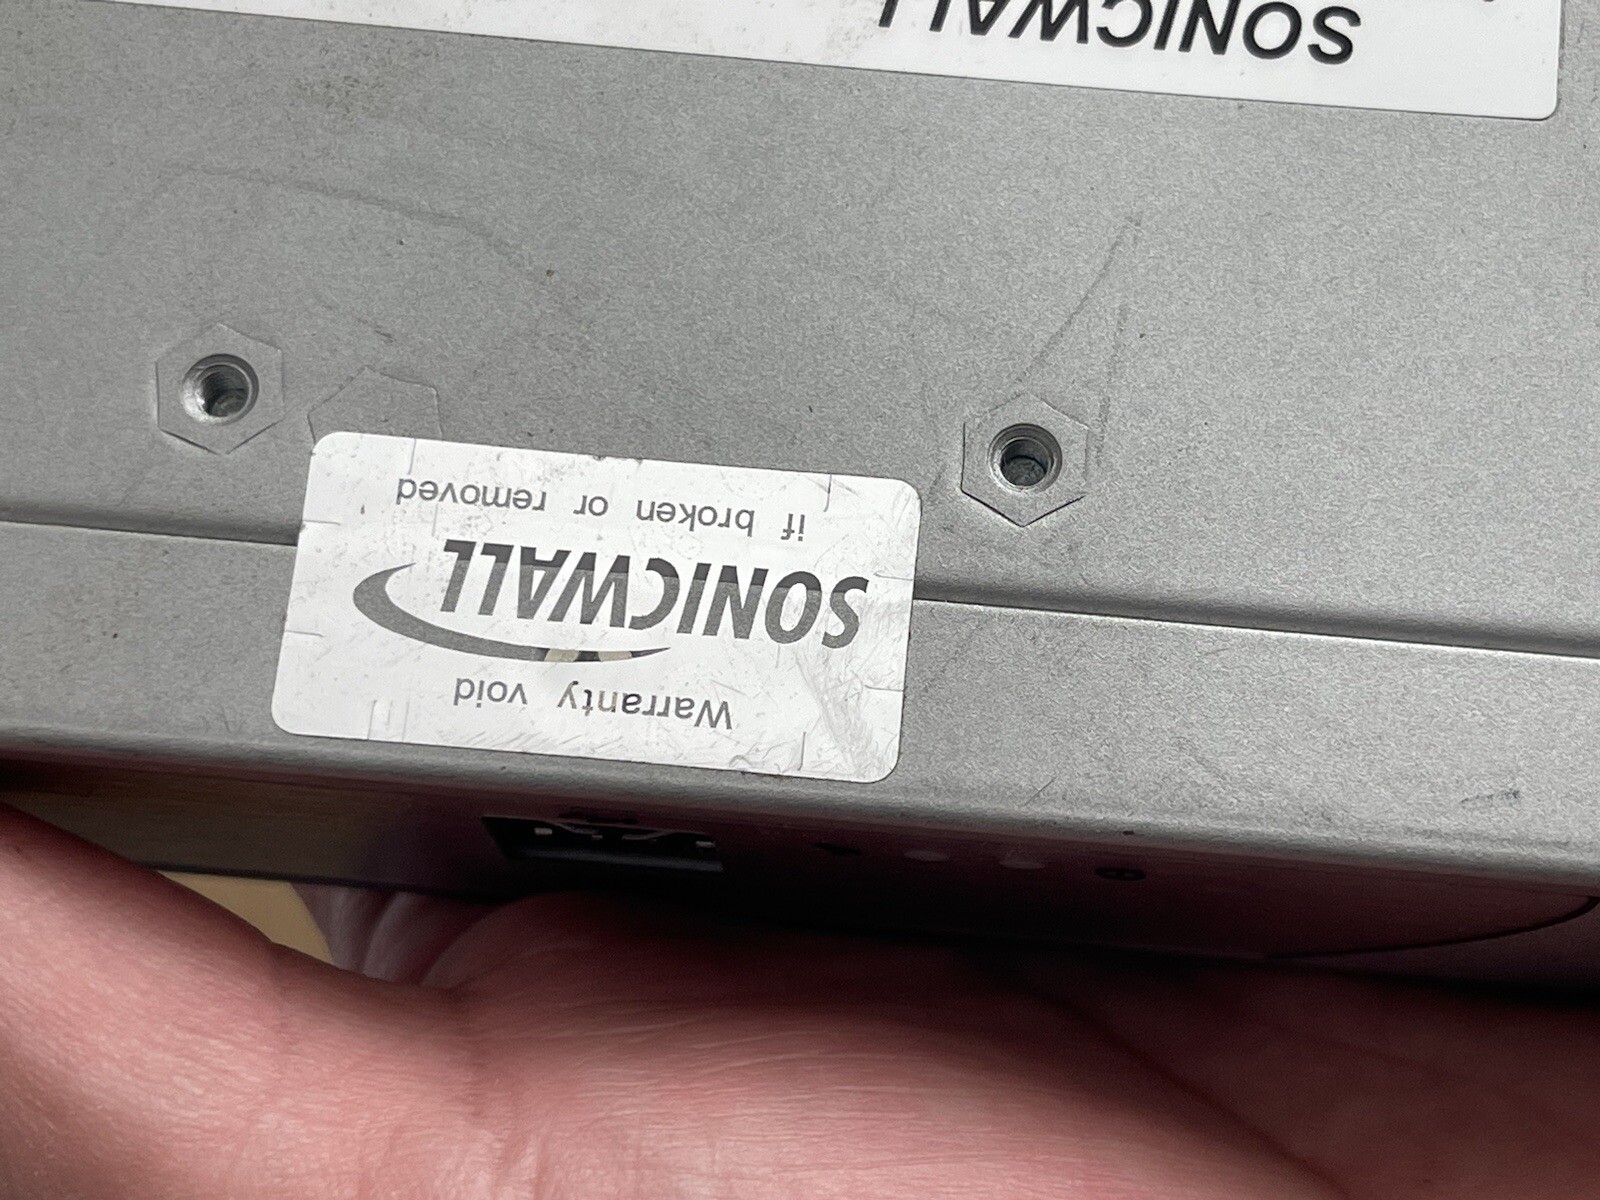 SONICWALL
Warranty void
SONICWALL
if broken or removed